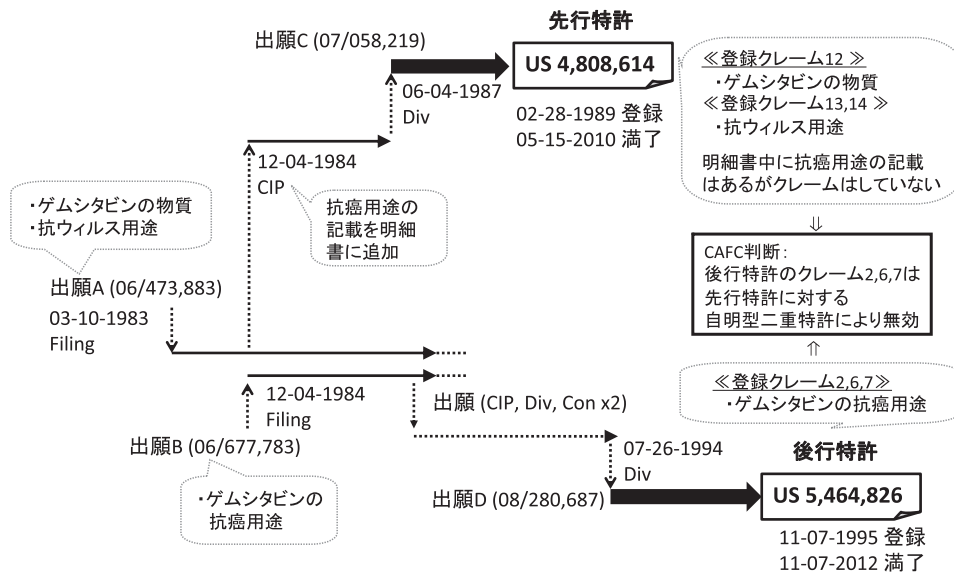 先行特許
出願C (07/058,219)
US 4,808,614
06-04-1987
Div
02-28-1989 登録
05-15-2010 満了
≪登録クレーム12 ≫
・ゲムシタビンの物質
≪登録クレーム13,14 ≫
・抗ウィルス用途
明細書中に抗癌用途の記載
はあるがクレームはしていない
12-04-1984
CIP
抗癌用途の
記載を明細
書に追加
・ゲムシタビンの物質
・抗ウィルス用途
出願A (06/473,883)
03-10-1983
Filing
⇓
CAFC判断:
後行特許のクレーム2,6,7は
先行特許に対する
自明型二重特許により無効
⇑
≪登録クレーム2,6,7≫
・ゲムシタビンの抗癌用途
12-04-1984
Filing
出願B (06/677,783)
・ゲムシタビンの
抗癌用途
出願 (CIP, Div, Con x2)
07-26-1994
Div
出願D (08/280,687)
後行特許
US 5,464,826
11-07-1995 登録
11-07-2012 満了